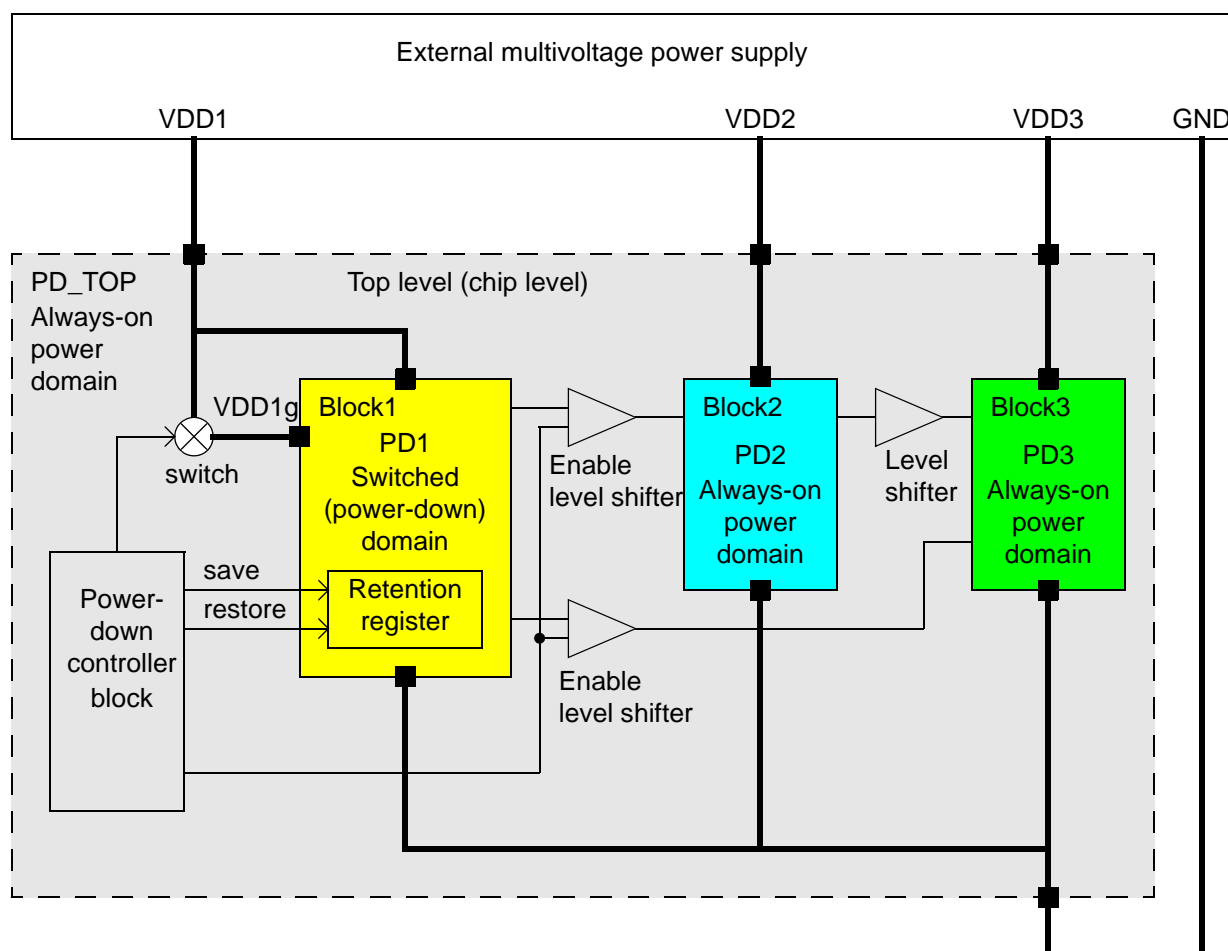 External multivoltage power supply
VDD1
VDD2
VDD3
GND
PD_TOP
Always-on
power
domain
Top level (chip level)
VDD1g
switch
Block1
PD1
Switched
(power-down)
domain
Retention
register
Enable
level shifter
Block2
PD2
Always-on
power
domain
Level
shifter
Block3
PD3
Always-on
power
domain
save
restore
Power-
down
controller
block
Enable
level shifter